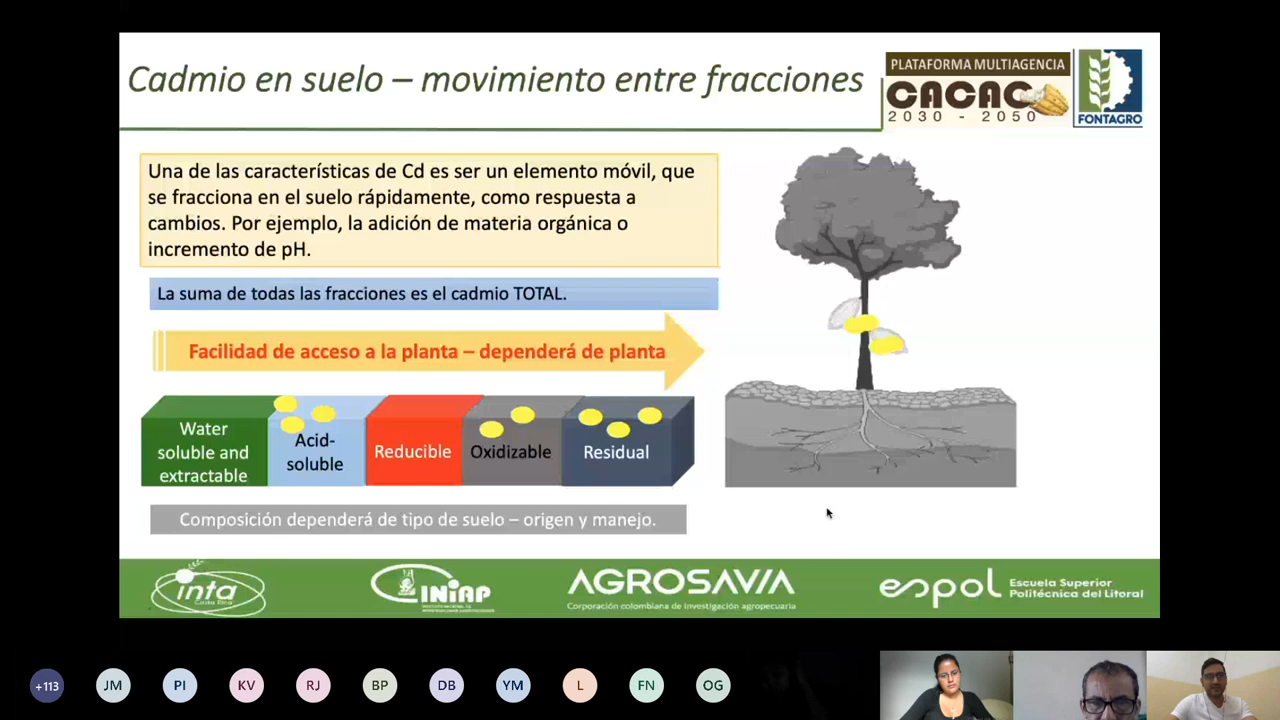 Cadmio en suelo – movimiento entre fracciones
PLATAFORMA MULTIAGENCIA
CACAO
2030 - 2050
FONTAGRO
Una de las características de Cd es ser un elemento móvil, que
se fracciona en el suelo rápidamente, como respuesta a
cambios. Por ejemplo, la adición de materia orgánica o
incremento de pH.
La suma de todas las fracciones es el cadmio TOTAL.
Facilidad de acceso a la planta – dependerá de planta
Water
soluble and
extractable
Acid-
soluble
Reducible
Oxidizable
Residual
Composición dependerá de tipo de suelo – origen y manejo.
inta
Costa Rica
INIAP
AGROSAVIA
Corporación colombiana de investigación agropecuaria
espol
Escuela Superior
Politécnica del Litoral
+113
JM
PI
KV
RJ
BP
DB
YM
L
FN
OG